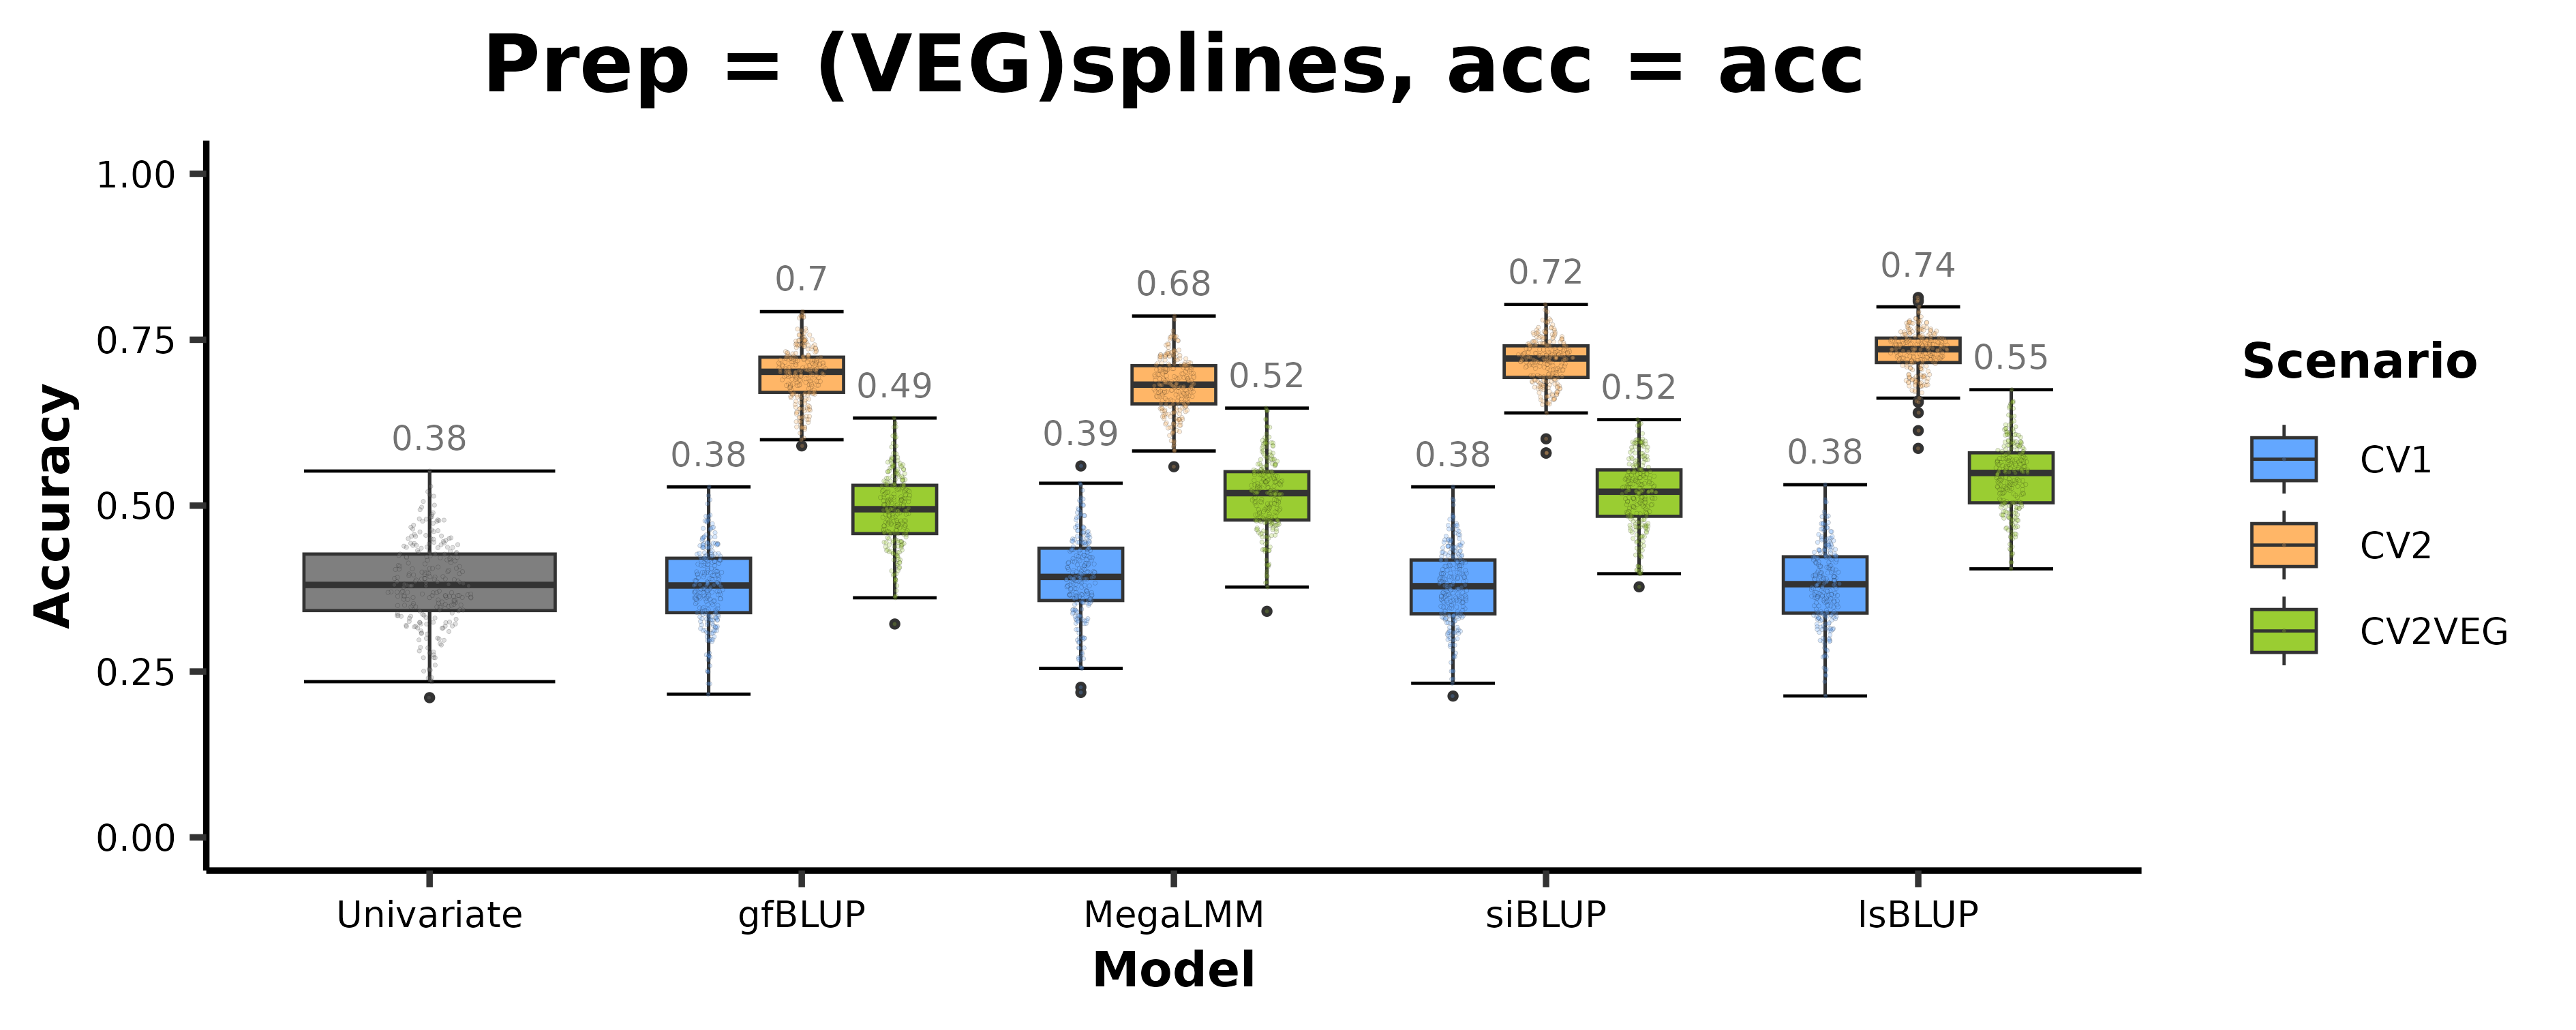 Prep = (VEG)splines, acc = acc
Accuracy
1.00
0.75
0.50
0.25
0.00
0.38
0.38
0.7
0.49
0.39
0.68
0.52
0.38
0.72
0.52
0.38
0.74
0.55
Univariate
gfBLUP
MegaLMM
siBLUP
lsBLUP
Model
Scenario
CV1
CV2
CV2VEG